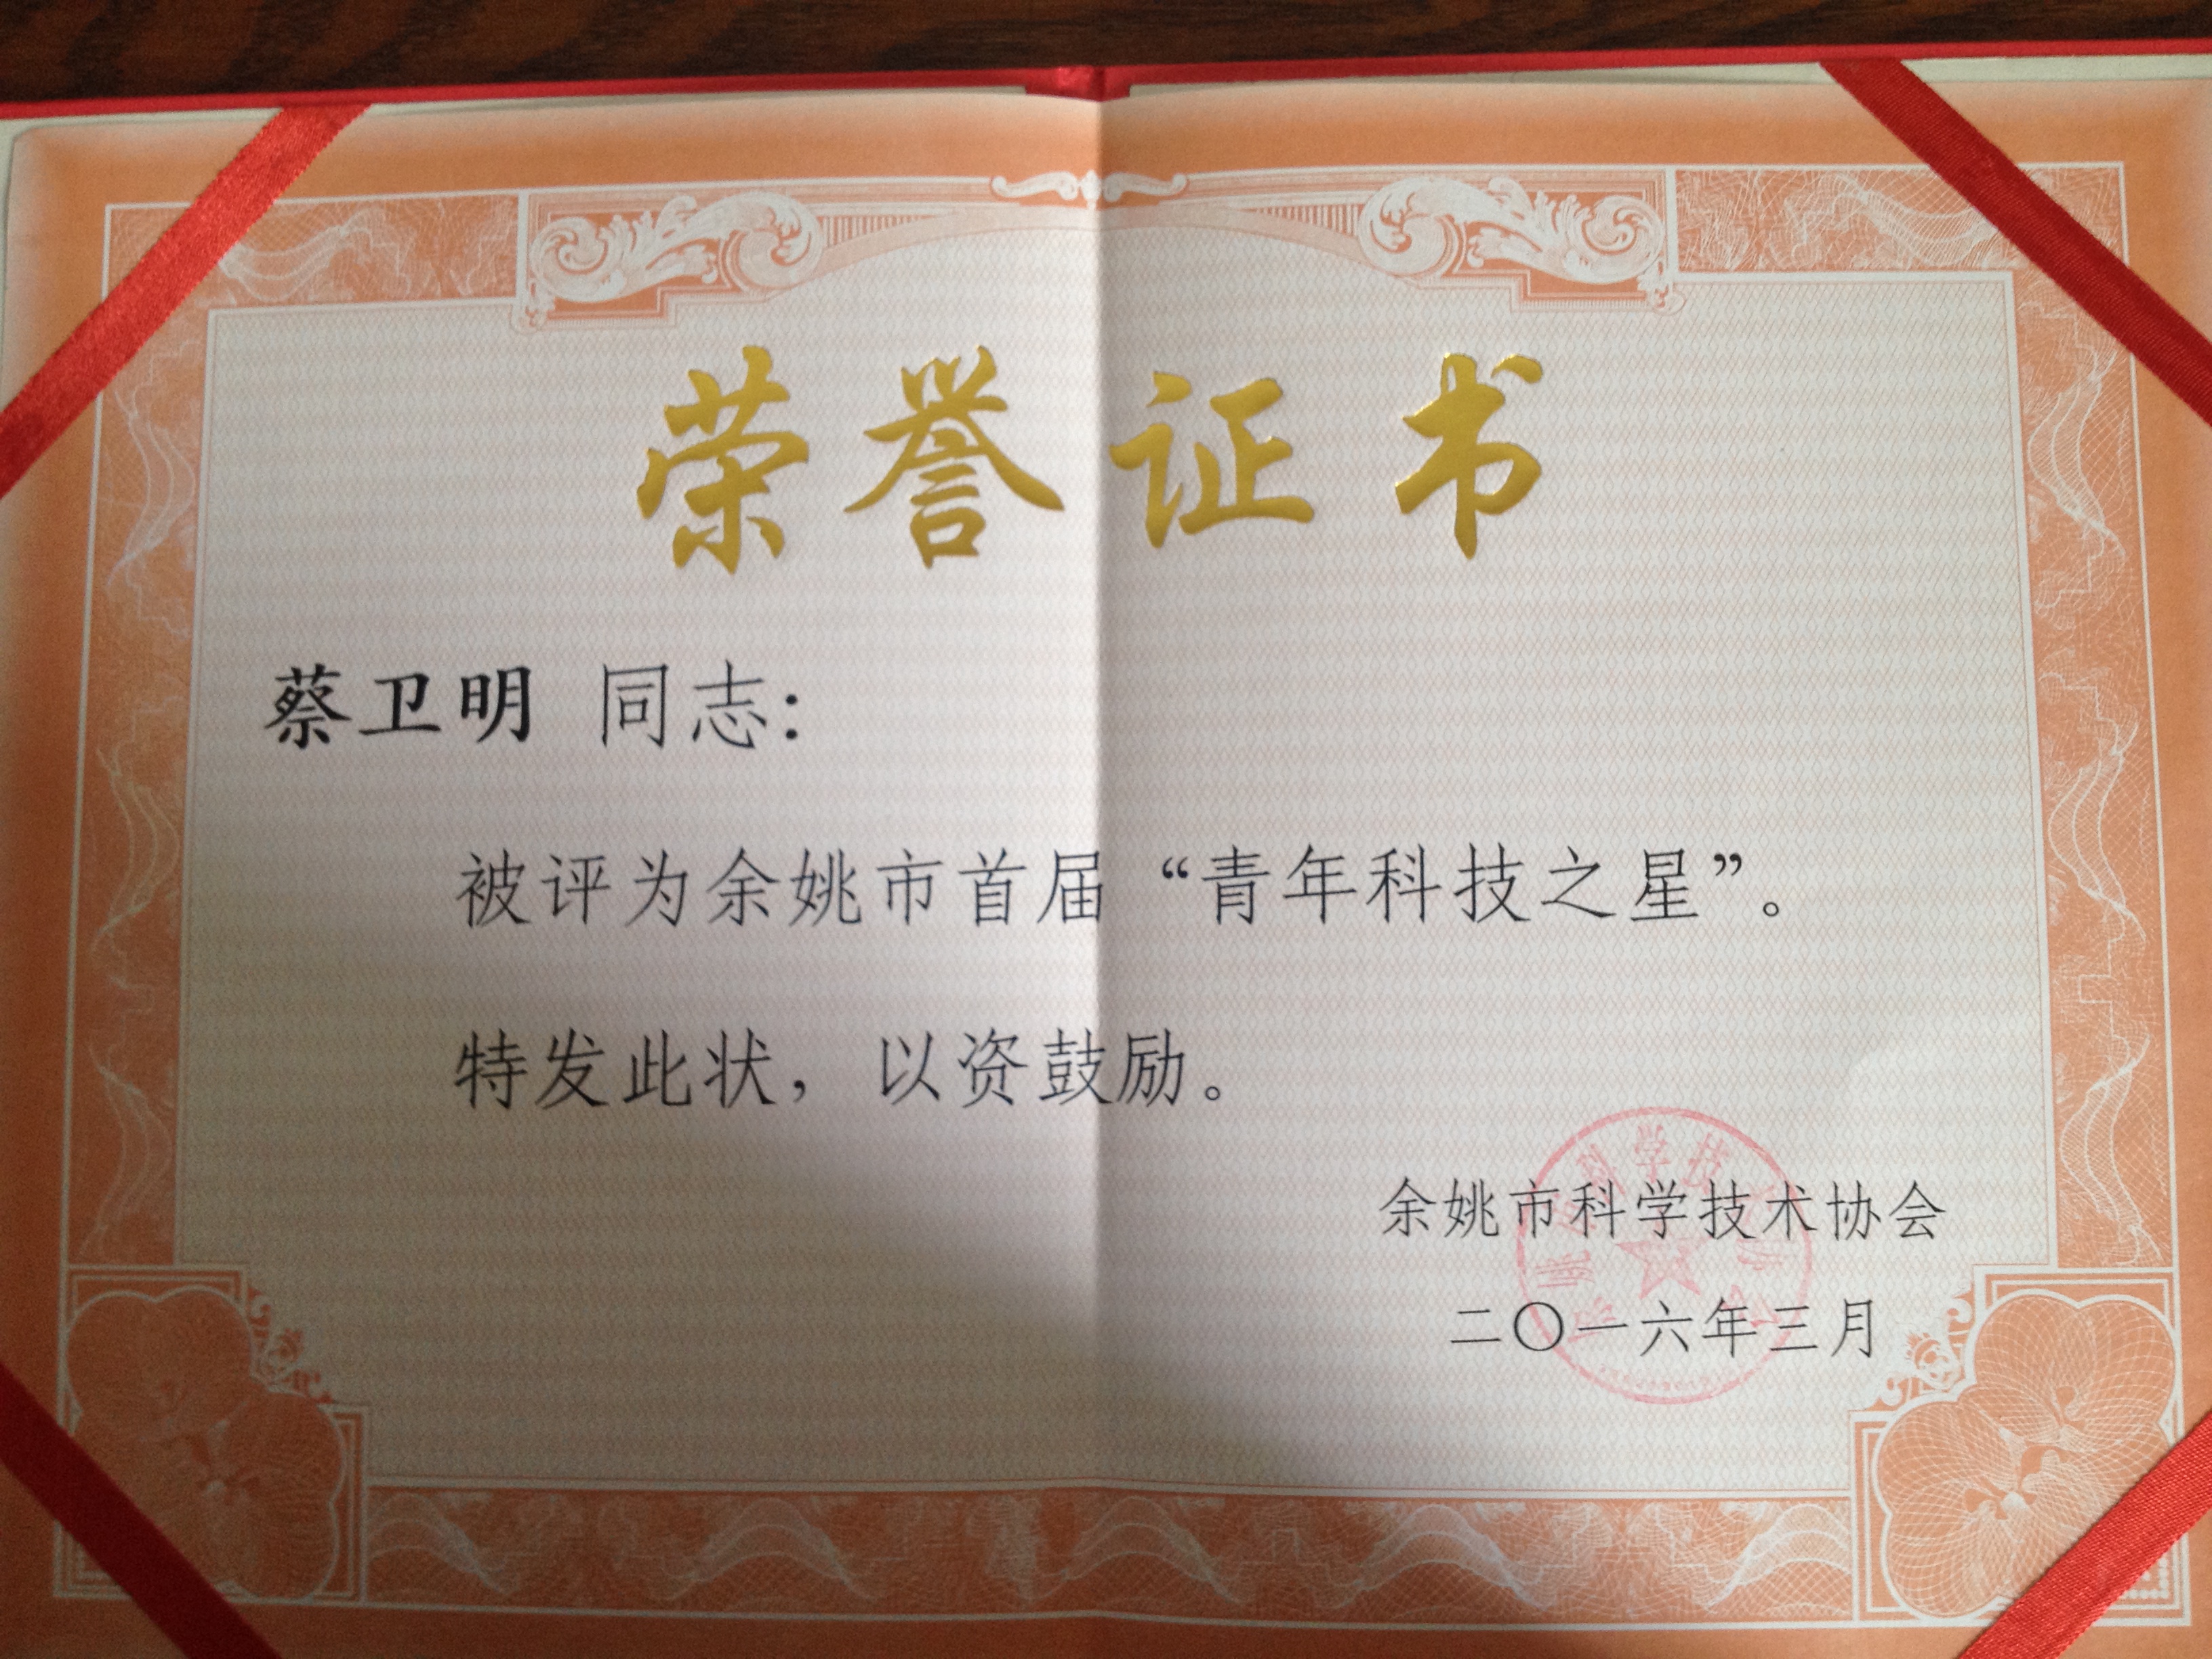 荣誉证书
蔡卫明 同志：
被评为余姚市首届“青年科技之星”。
特发此状，以资鼓励。
余姚市科学技术协会
二〇一六年三月